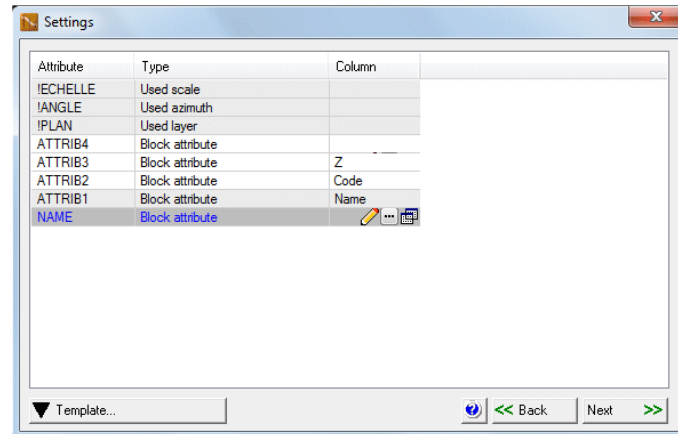 Settings
Attribute Type Column
!ECHELLE Used scale
!ANGLE Used azimuth
!PLAN Used layer
ATTRIB4 Block attribute
ATTRIB3 Block attribute Z
ATTRIB2 Block attribute Code
ATTRIB1 Block attribute Name
NAME Block attribute ...
Template... << Back Next >>